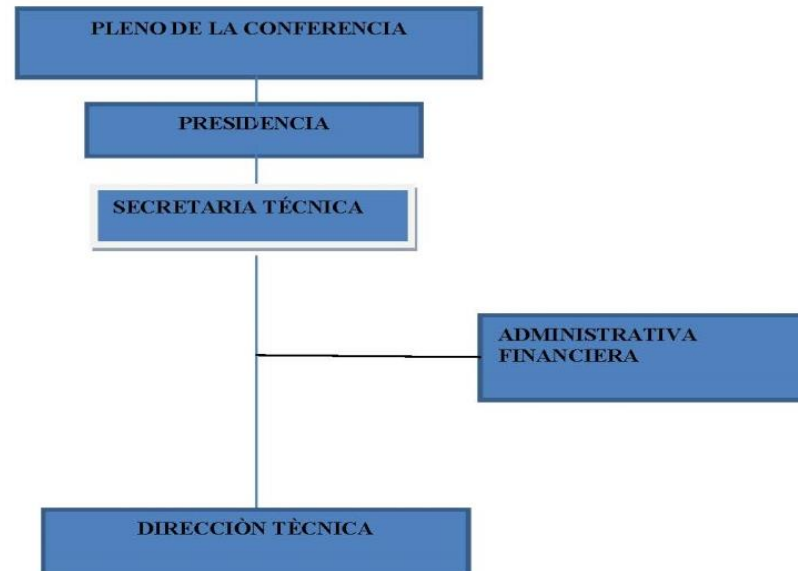 PLENO DE LA CONFERENCIA
PRESIDENCIA
SECRETARIA TÉCNICA
ADMINISTRATIVA
FINANCIERA
DIRECCIÒN TÈCNICA